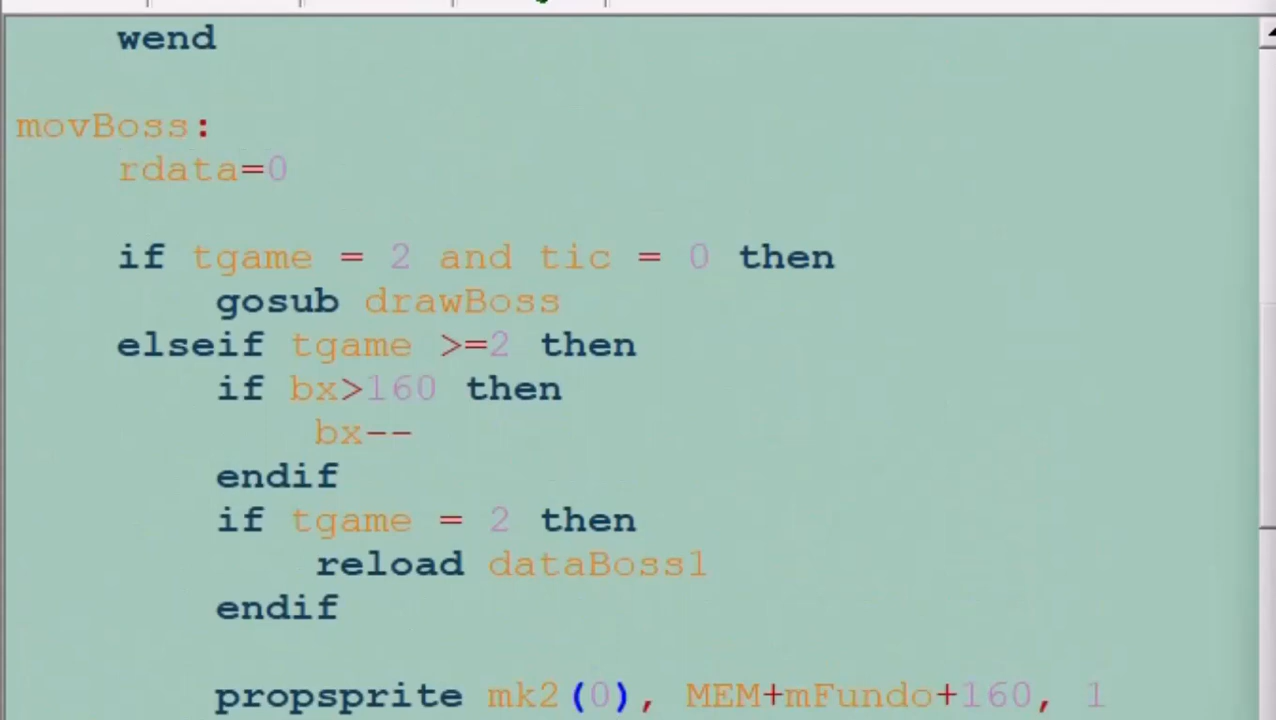 wend
movBoss:
rdata=0
if tgame = 2 and tic = 0 then
gosub drawBoss
elseif tgame >=2 then
if bx>160 then
bx--
endif
if tgame = 2 then
reload dataBoss1
endif
propsprite mk2(0), MEM+mFundo+160, 1